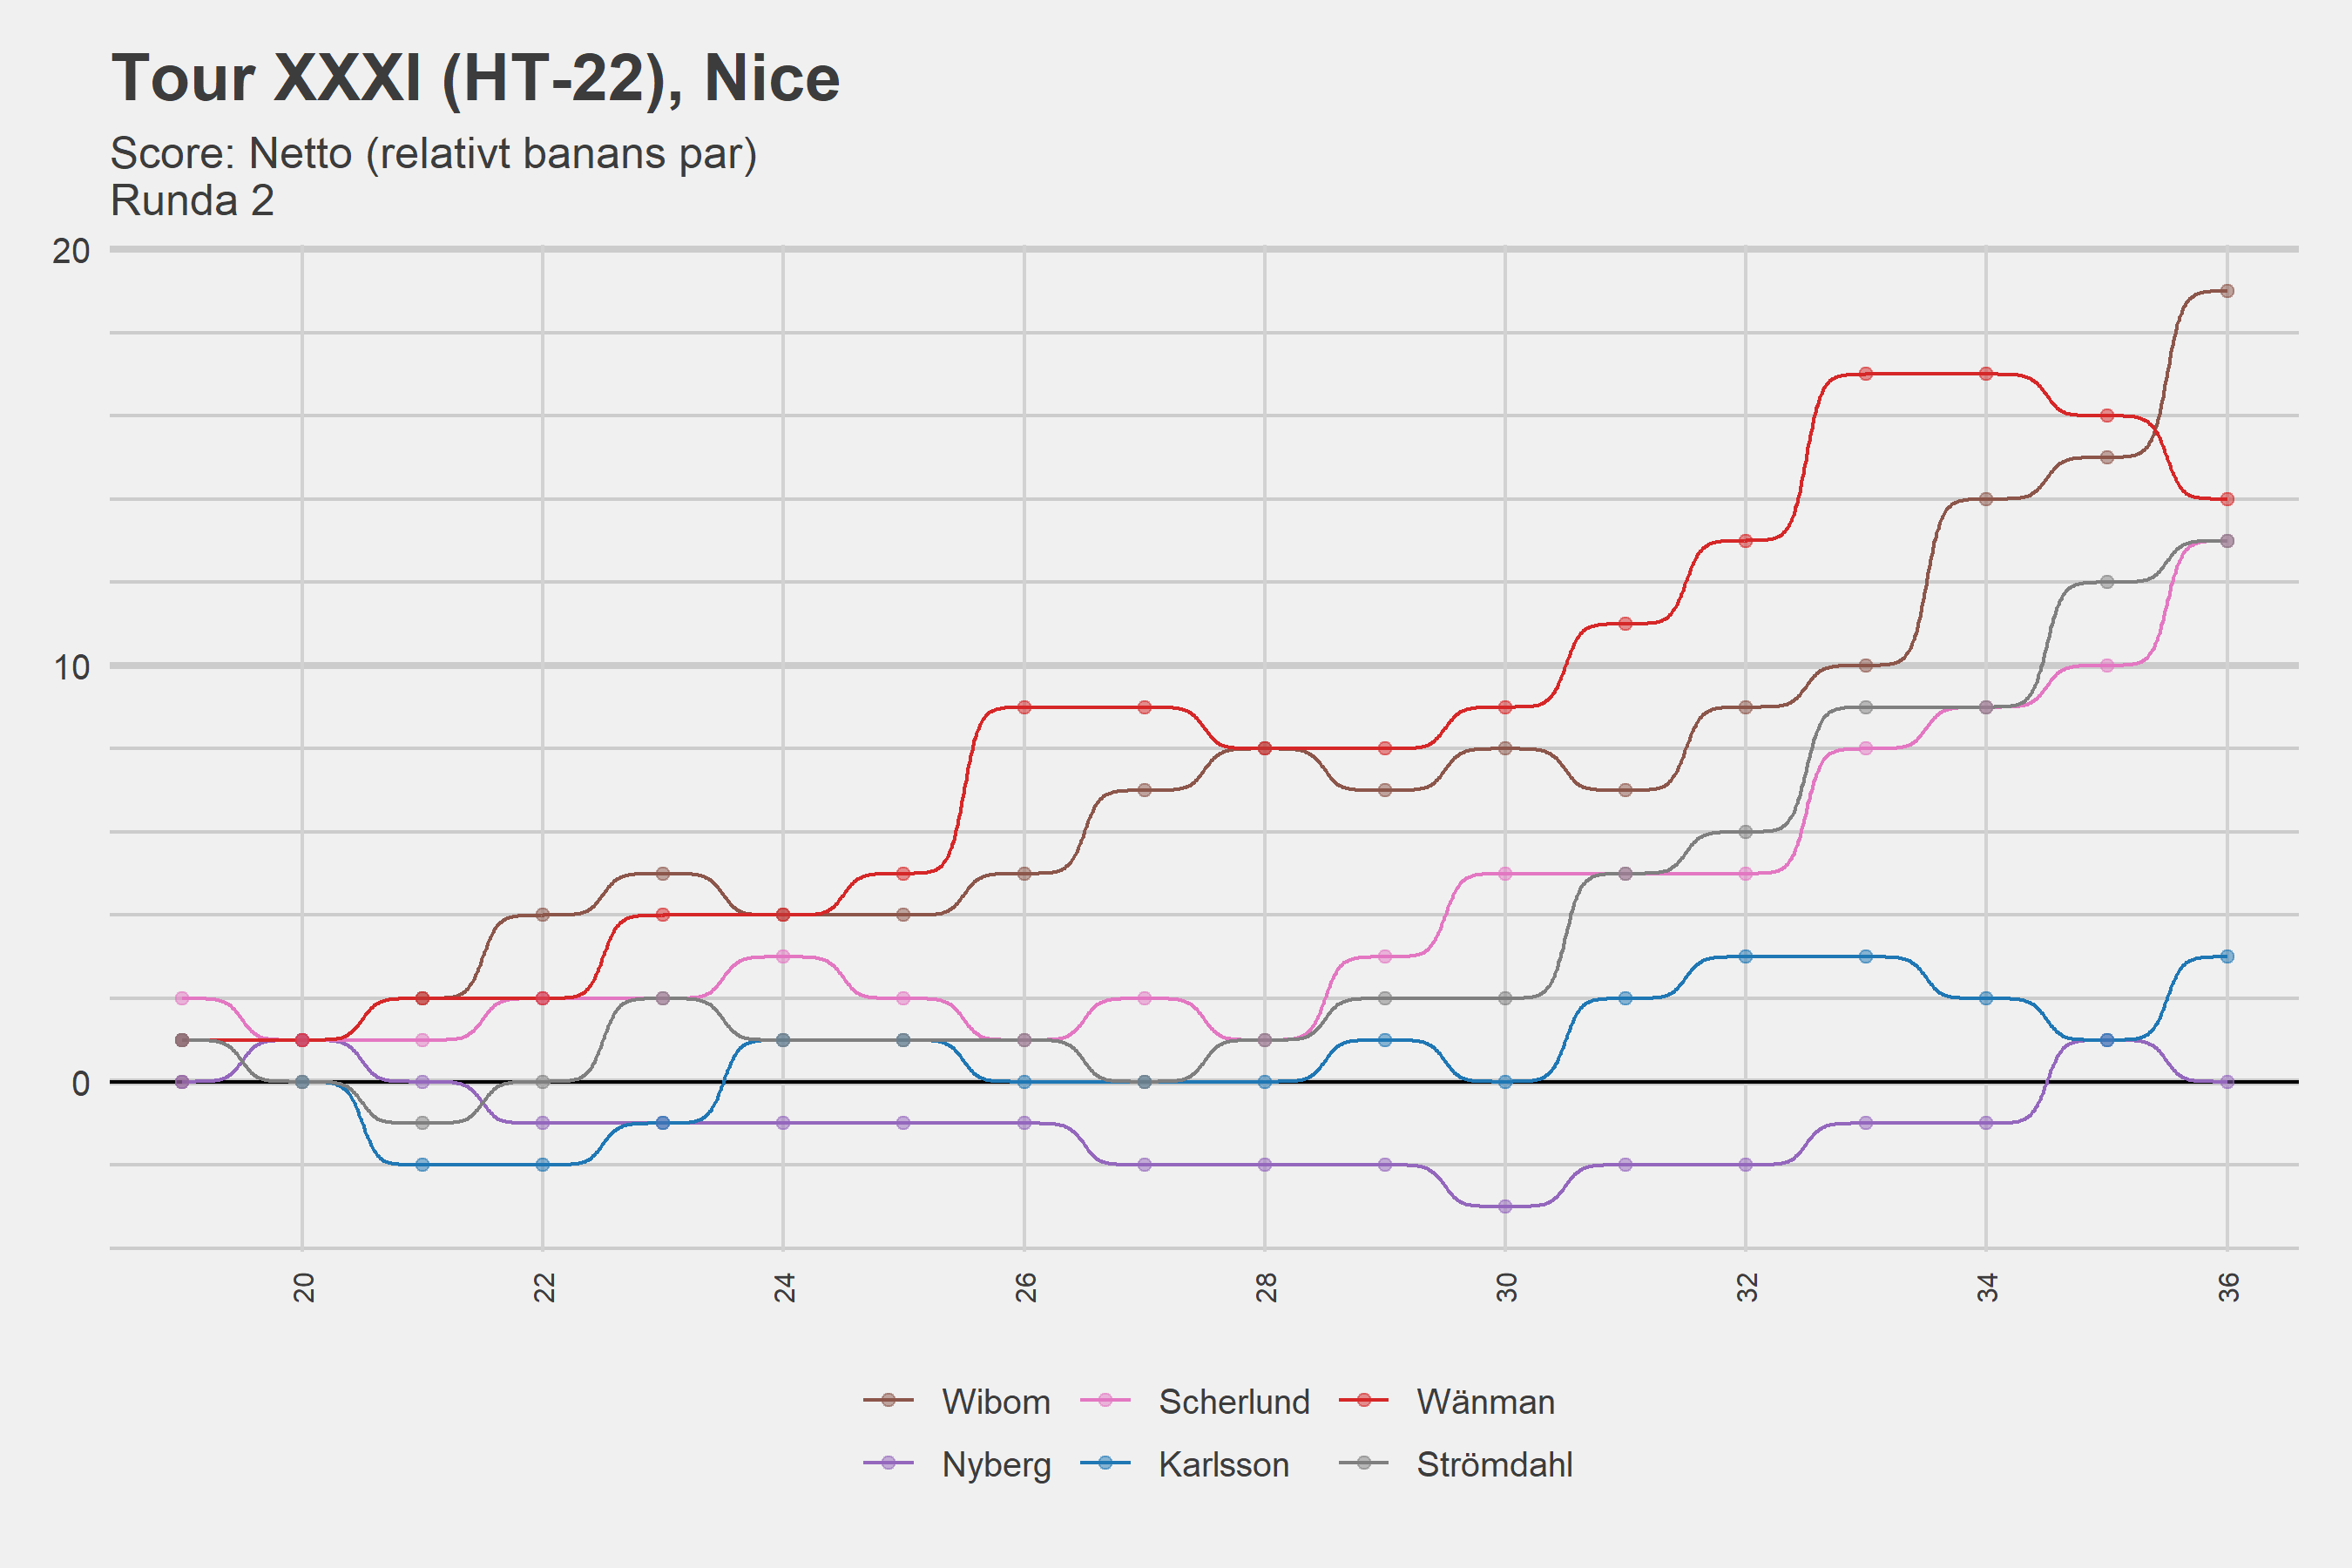 Tour XXXI (HT-22), Nice
Score: Netto (relativt banans par)
Runda 2
20
10
0
20 22 24 26 28 30 32 34 36
Wibom Scherlund Wänman
Nyberg Karlsson Strömdahl